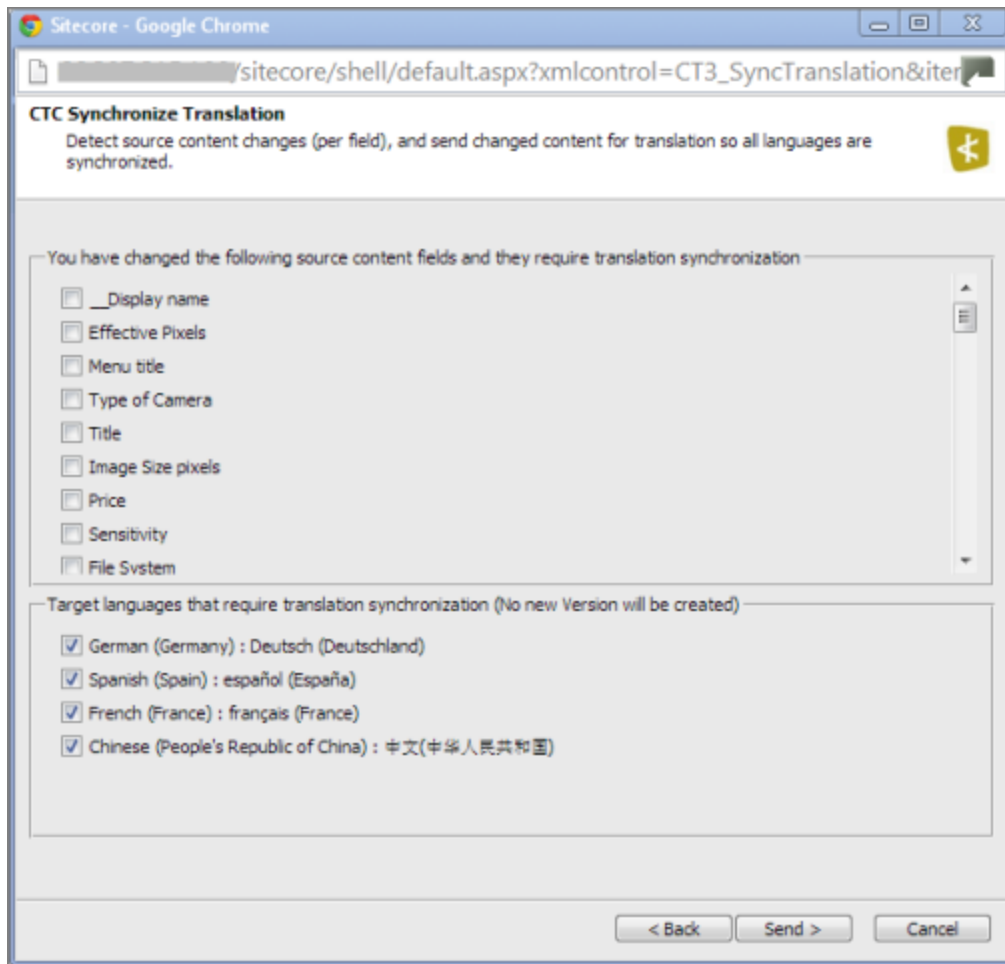 Sitecore - Google Chrome
/sitecore/shell/default.aspx?xmlcontrol=CT3_SyncTranslation&iter
CTC Synchronize Translation
Detect source content changes (per field), and send changed content for translation so all languages are
synchronized.
You have changed the following source content fields and they require translation synchronization
__Display name
Effective Pixels
Menu title
Type of Camera
Title
Image Size pixels
Price
Sensitivity
File System
Target languages that require translation synchronization (No new Version will be created)
German (Germany) : Deutsch (Deutschland)
Spanish (Spain) : español (España)
French (France) : français (France)
Chinese (People's Republic of China) : 中文(中华人民共和国)
< Back
Send >
Cancel